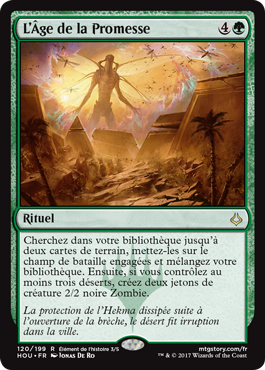 L'Âge de la Promesse 4
Rituel
Cherchez dans votre bibliothèque jusqu'à
deux cartes de terrain, mettez-les sur le
champ de bataille engagées et mélangez votre
bibliothèque. Ensuite, si vous contrôlez au
moins trois déserts, créez deux jetons de
créature 2/2 noire Zombie.
La protection de l'Hekma dissipée suite à
l'ouverture de la brèche, le désert fit irruption
dans la ville.
120/199 R Élément de l'histoire 3/5 mtgstory.com/fr
HOU • FR Jonas De Ro ™ & © 2017 Wizards of the Coast